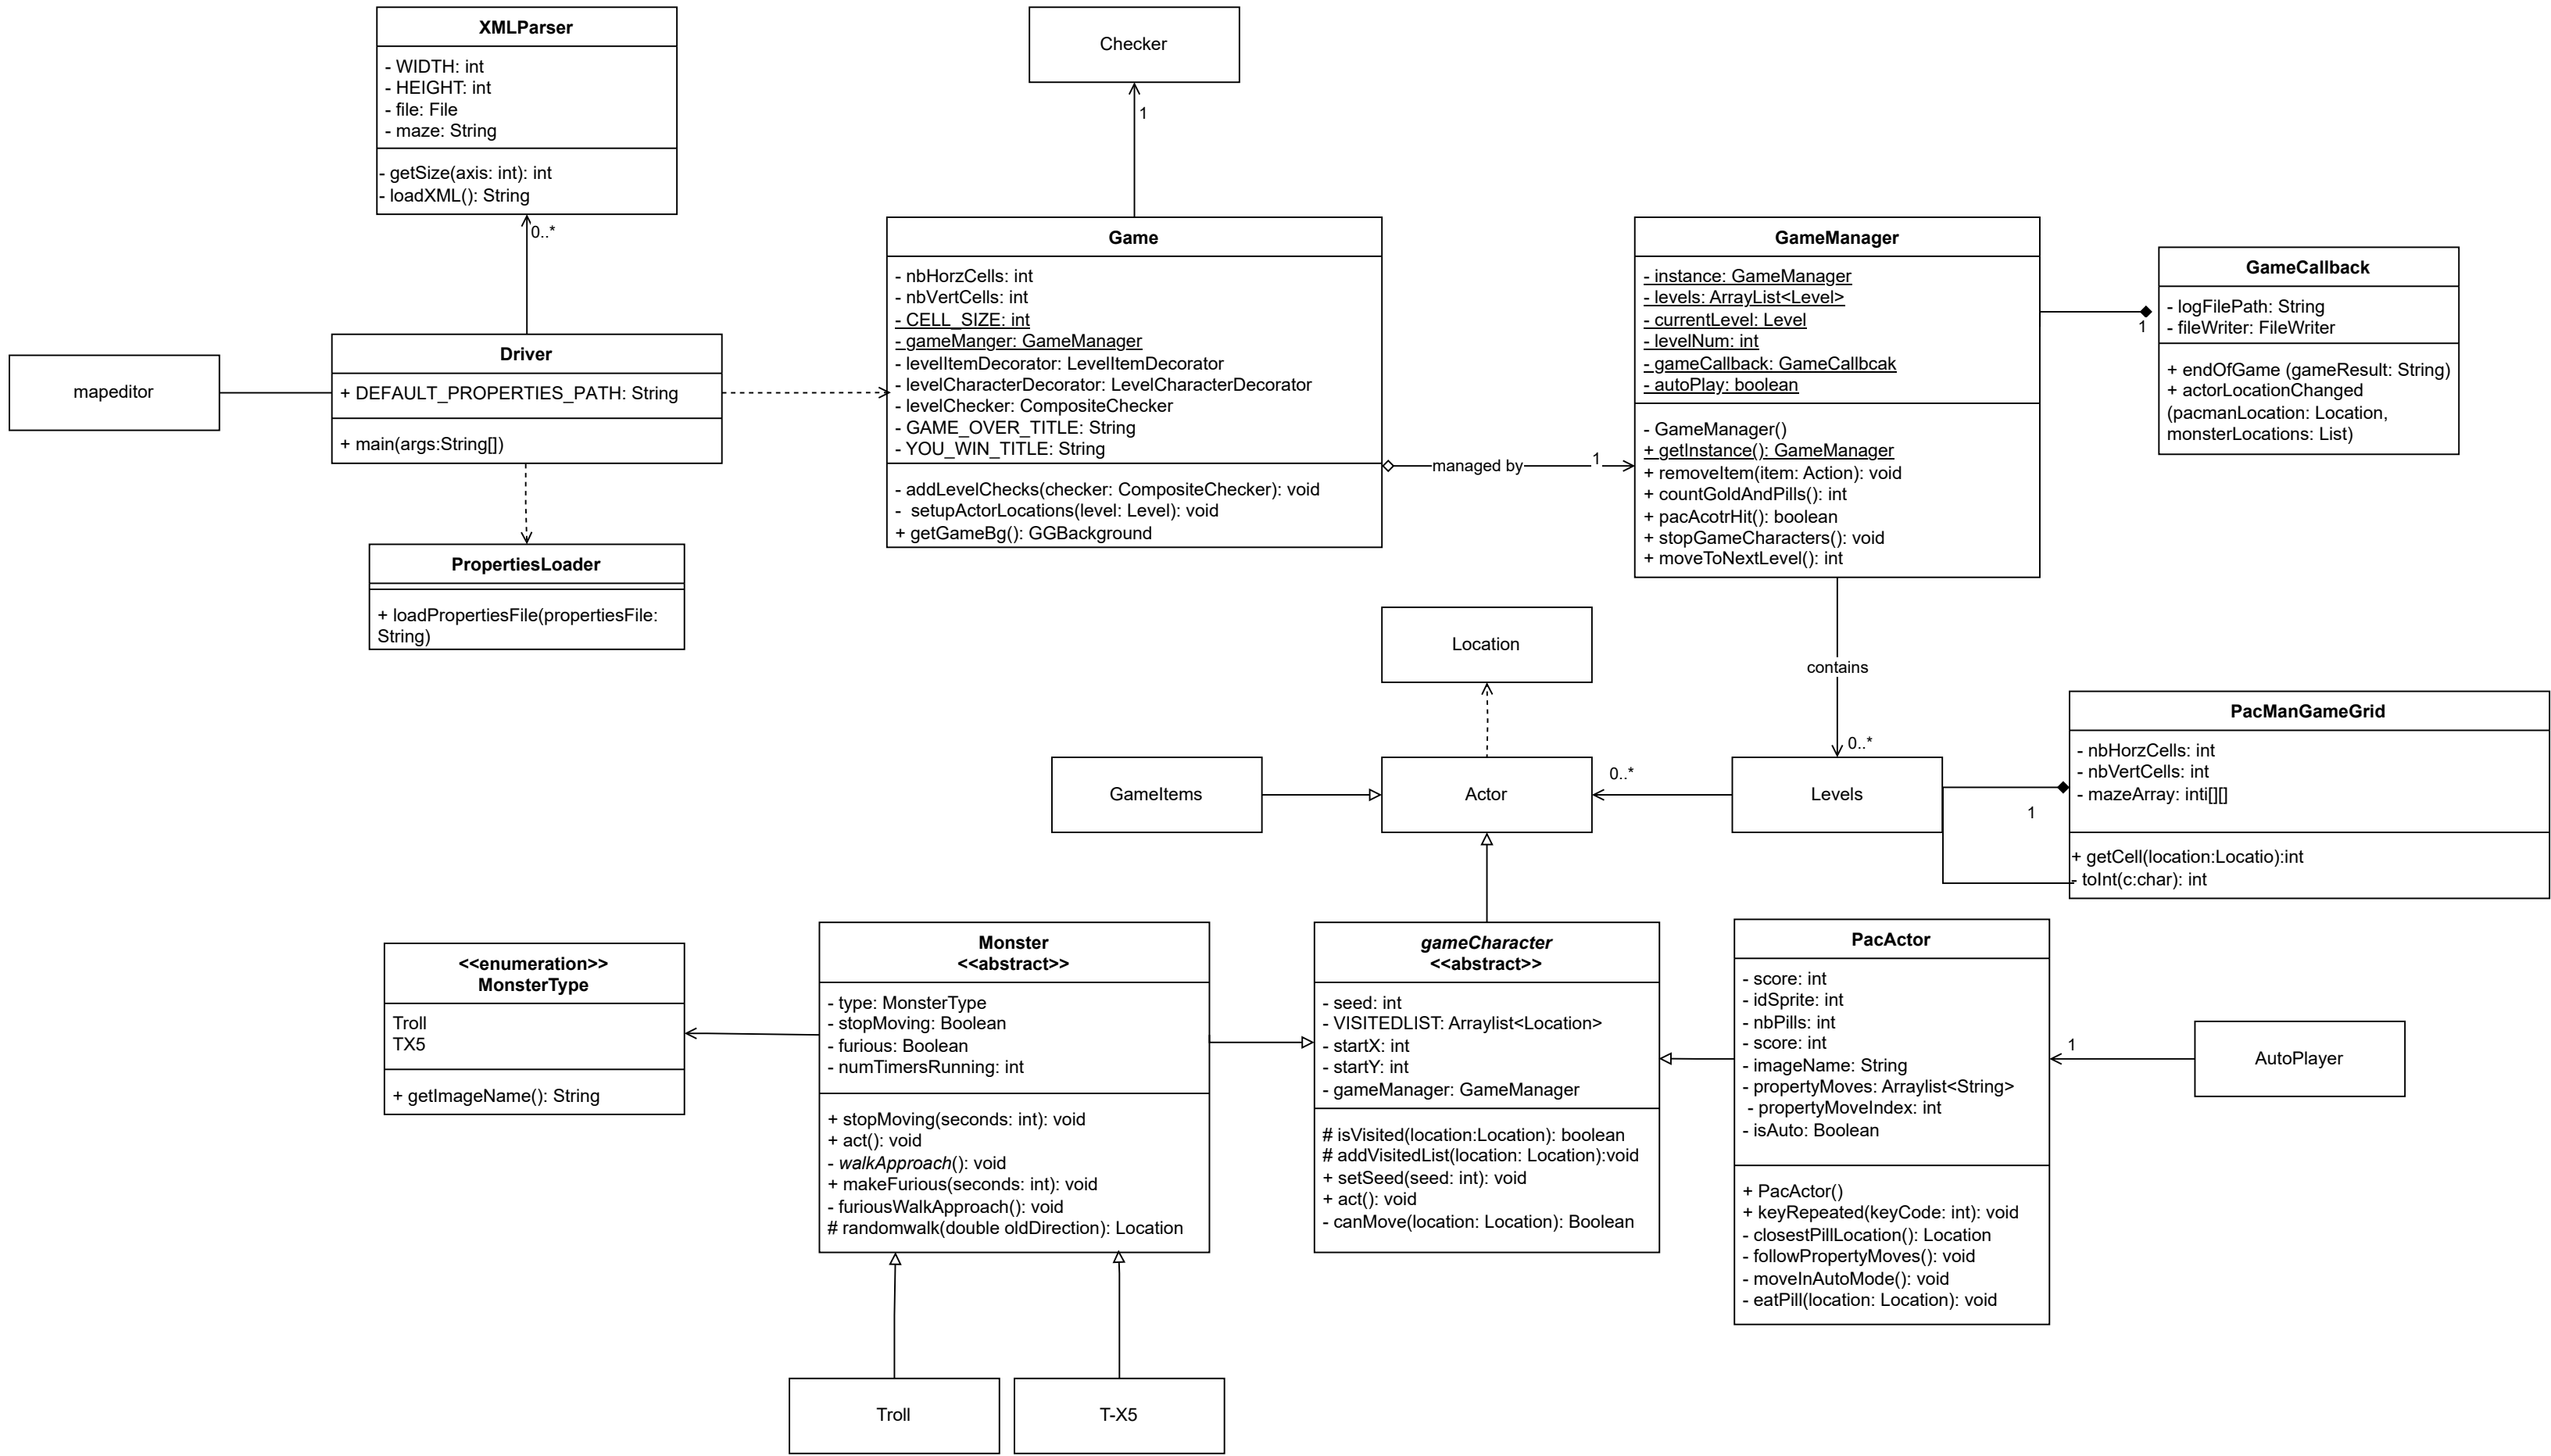 XMLParser
- WIDTH: int
- HEIGHT: int
- file: File
- maze: String
- getSize(axis: int): int
- loadXML(): String
0..*
Checker
1
mapeditor
Driver
+ DEFAULT_PROPERTIES_PATH: String
+ main(args:String[])
PropertiesLoader
+ loadPropertiesFile(propertiesFile:
String)
Game
- nbHorzCells: int
- nbVertCells: int
- CELL_SIZE: int
- gameManger: GameManager
- levelItemDecorator: LevelItemDecorator
- levelCharacterDecorator: LevelCharacterDecorator
- levelChecker: CompositeChecker
- GAME_OVER_TITLE: String
- YOU_WIN_TITLE: String
- addLevelChecks(checker: CompositeChecker): void
-  setupActorLocations(level: Level): void
+ getGameBg(): GGBackground
managed by
1
GameManager
- instance: GameManager
- levels: ArrayList<Level>
- currentLevel: Level
- levelNum: int
- gameCallback: GameCallbcak
- autoPlay: boolean
- GameManager()
+ getInstance(): GameManager
+ removeItem(item: Action): void
+ countGoldAndPills(): int
+ pacAcotrHit(): boolean
+ stopGameCharacters(): void
+ moveToNextLevel(): int
1
GameCallback
- logFilePath: String
- fileWriter: FileWriter
+ endOfGame (gameResult: String)
+ actorLocationChanged
(pacmanLocation: Location,
monsterLocations: List)
contains
0..*
Location
GameItems
Actor
0..*
Levels
1
PacManGameGrid
- nbHorzCells: int
- nbVertCells: int
- mazeArray: inti[][]
+ getCell(location:Locatio):int
- toInt(c:char): int
<<enumeration>>
MonsterType
Troll
TX5
+ getImageName(): String
Monster
<<abstract>>
- type: MonsterType
- stopMoving: Boolean
- furious: Boolean
- numTimersRunning: int
+ stopMoving(seconds: int): void
+ act(): void
- walkApproach(): void
+ makeFurious(seconds: int): void
- furiousWalkApproach(): void
# randomwalk(double oldDirection): Location
gameCharacter
<<abstract>>
- seed: int
- VISITEDLIST: Arraylist<Location>
- startX: int
- startY: int
- gameManager: GameManager
# isVisited(location:Location): boolean
# addVisitedList(location: Location):void
+ setSeed(seed: int): void
+ act(): void
- canMove(location: Location): Boolean
PacActor
- score: int
- idSprite: int
- nbPills: int
- score: int
- imageName: String
- propertyMoves: Arraylist<String>
- propertyMoveIndex: int
- isAuto: Boolean
+ PacActor()
+ keyRepeated(keyCode: int): void
- closestPillLocation(): Location
- followPropertyMoves(): void
- moveInAutoMode(): void
- eatPill(location: Location): void
1
AutoPlayer
Troll
T-X5